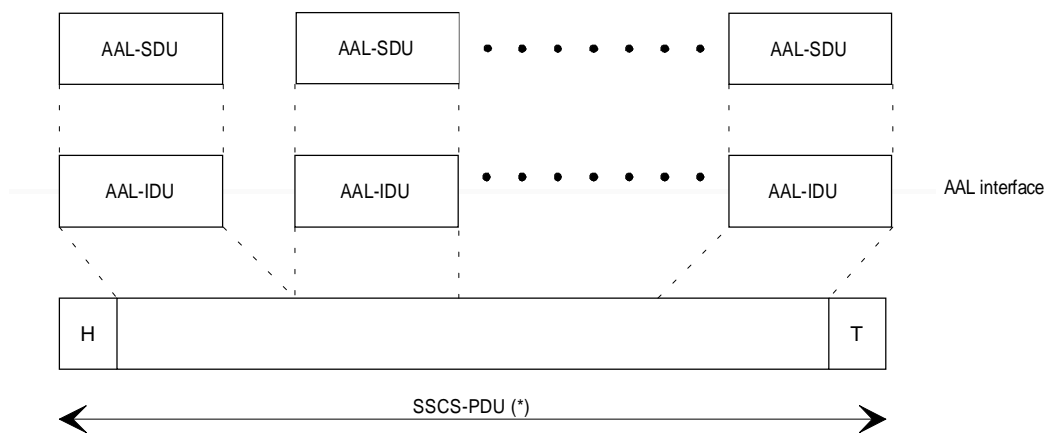 AAL-SDU AAL-SDU AAL-SDU
AAL-IDU AAL-IDU AAL-IDU AAL interface
H T
SSCS-PDU (*)